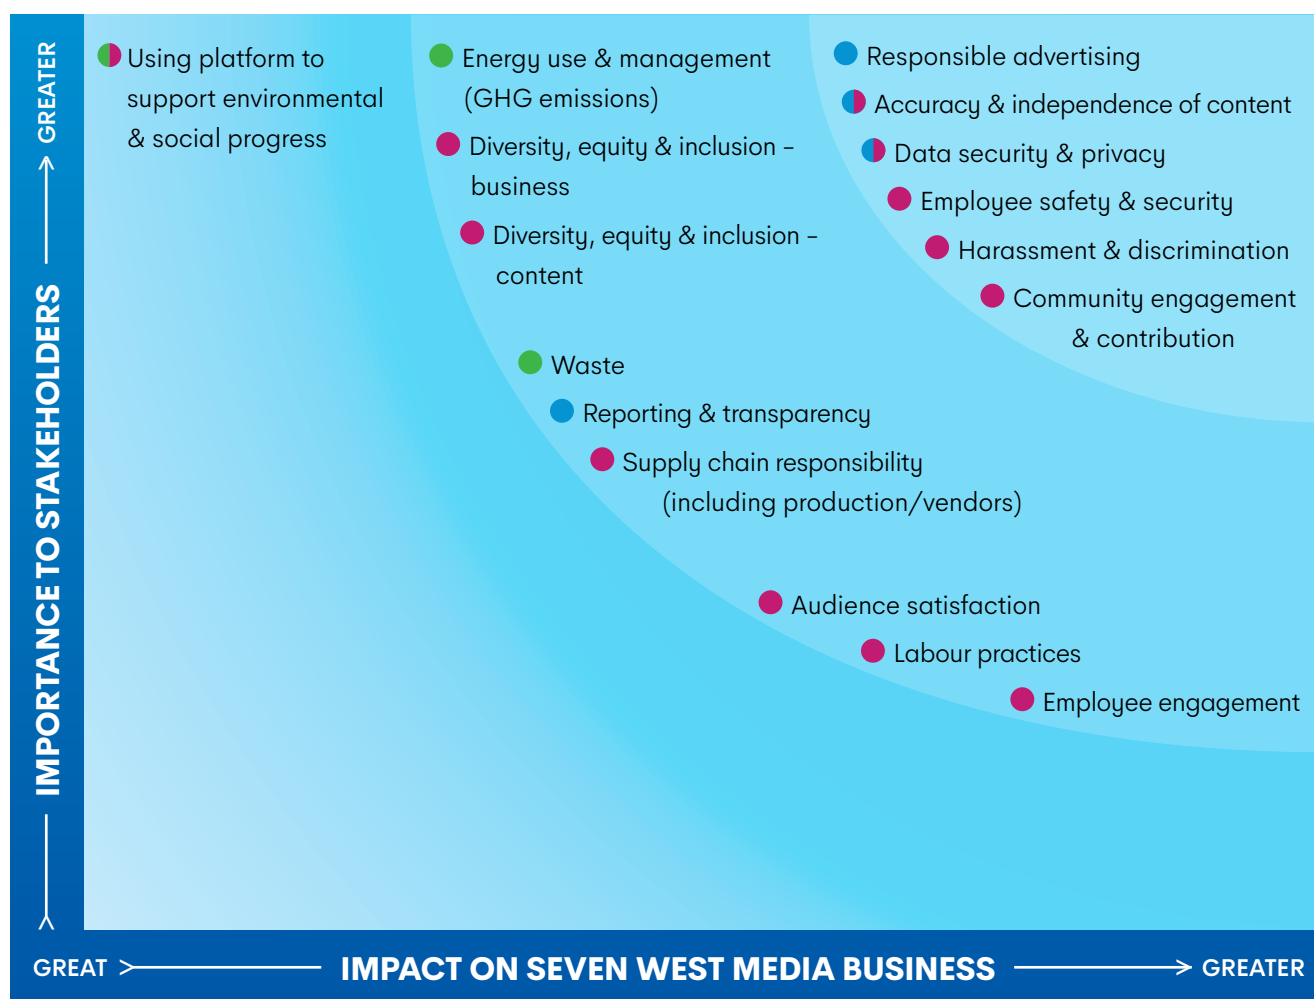 GREATER
IMPORTANCE TO STAKEHOLDERS
Using platform to
support environmental
& social progress
Energy use & management
(GHG emissions)
Diversity, equity & inclusion –
business
Diversity, equity & inclusion –
content
Waste
Reporting & transparency
Supply chain responsibility
(including production/vendors)
Audience satisfaction
Labour practices
Employee engagement
Responsible advertising
Accuracy & independence of content
Data security & privacy
Employee safety & security
Harassment & discrimination
Community engagement
& contribution
GREAT
IMPACT ON SEVEN WEST MEDIA BUSINESS
GREATER